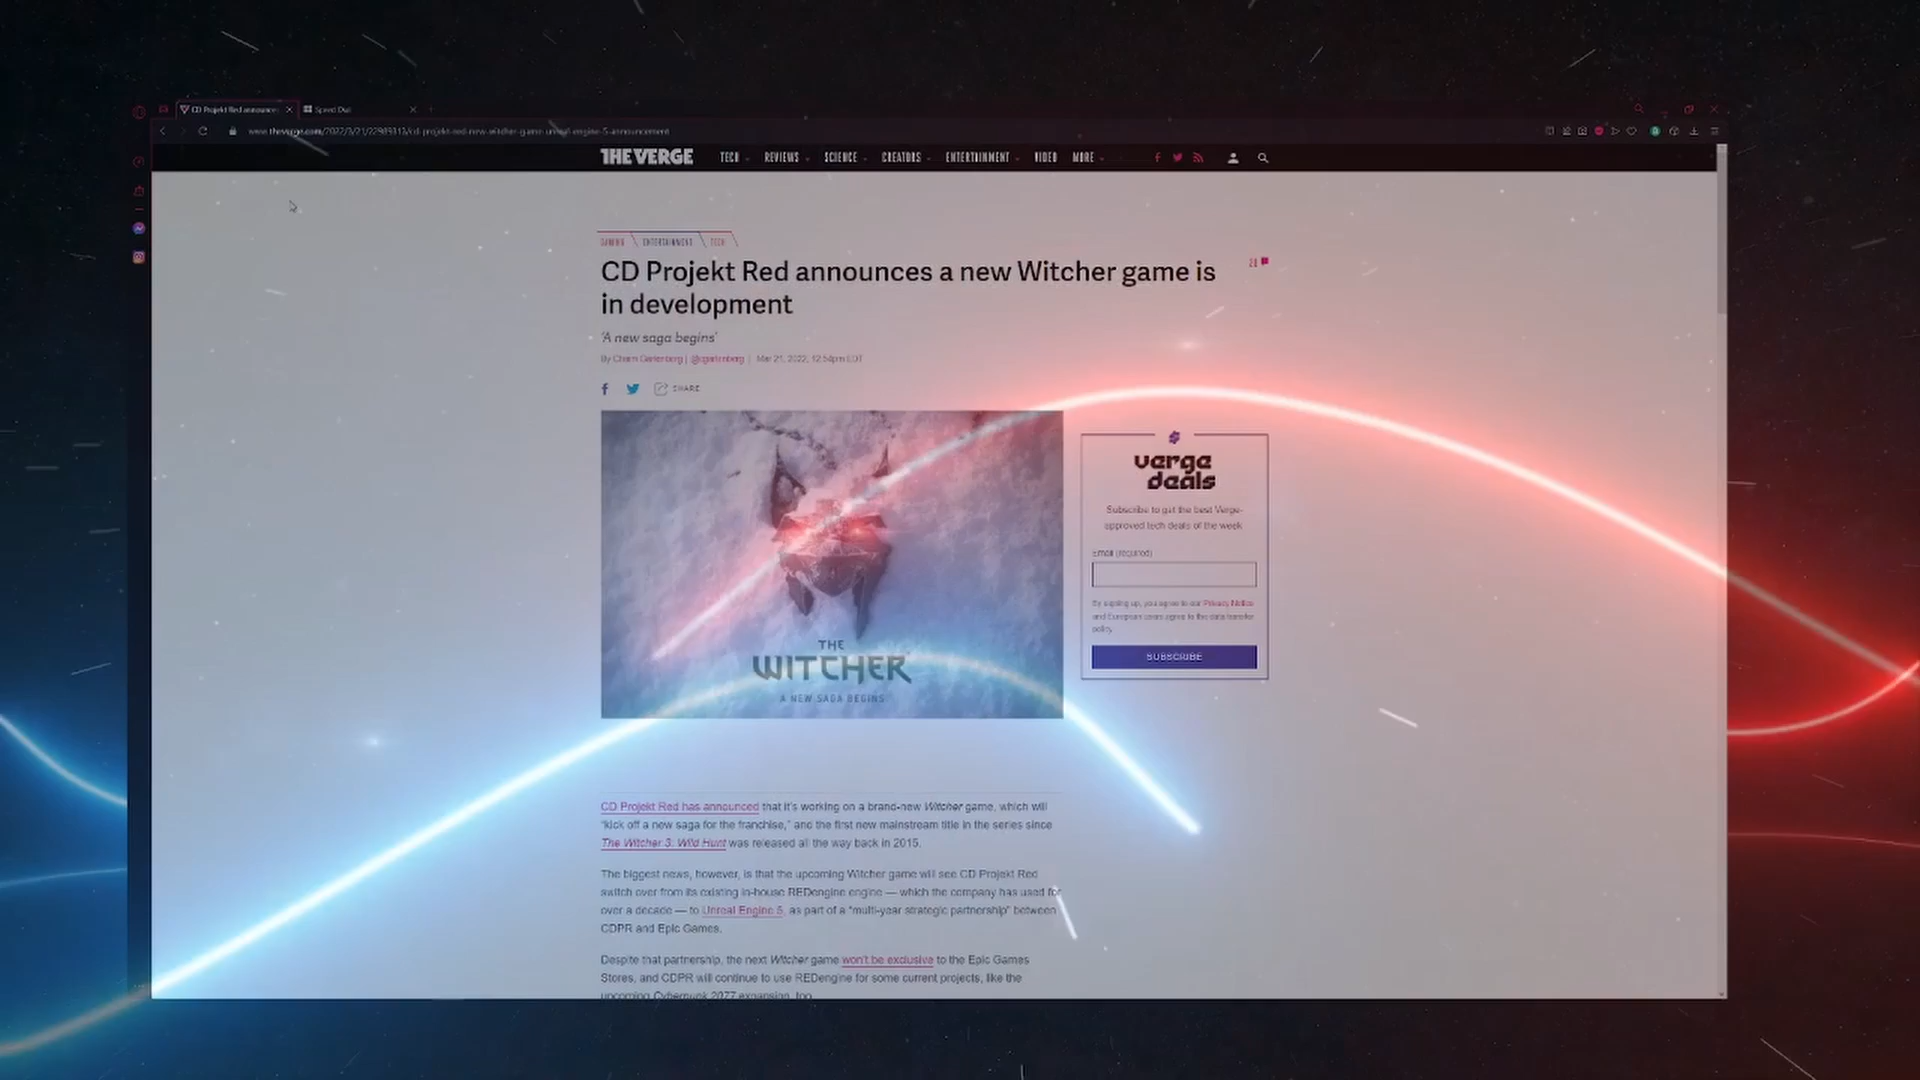 CD Projekt Red announces
Speed Dial
www.theverge.com/2022/3/21/22989313/cd-projekt-red-new-witcher-game-unreal-engine-5-announcement
THE VERGE TECH REVIEWS SCIENCE CREATORS ENTERTAINMENT VIDEO MORE
GAMING ENTERTAINMENT TECH
CD Projekt Red announces a new Witcher game is
in development
'A new saga begins'
By Chaim Gartenberg | @cgartenberg | Mar 21, 2022, 12:54pm EDT
SHARE
THE
WITCHER
A NEW SAGA BEGINS
verge
deals
Subscribe to get the best Verge-
approved tech deals of the week
Email (required)
By signing up, you agree to our Privacy Notice
and European users agree to the data transfer
policy
SUBSCRIBE
CD Projekt Red has announced that it's working on a brand-new Witcher game, which will
"kick off a new saga for the franchise," and the first new mainstream title in the series since
The Witcher 3: Wild Hunt was released all the way back in 2015.
The biggest news, however, is that the upcoming Witcher game will see CD Projekt Red
switch over from its existing in-house REDengine engine — which the company has used for
over a decade — to Unreal Engine 5, as part of a "multi-year strategic partnership" between
CDPR and Epic Games.
Despite that partnership, the next Witcher game won't be exclusive to the Epic Games
Stores, and CDPR will continue to use REDengine for some current projects, like the
upcoming Cyberpunk 2077 expansion, too.